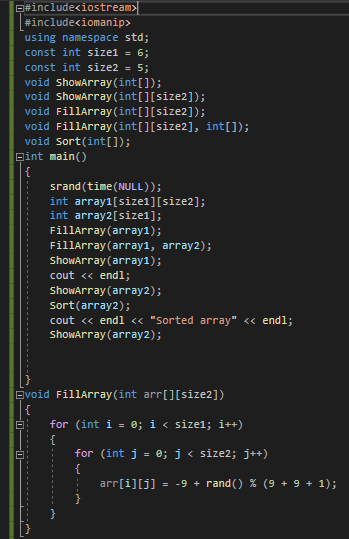 #include<iostream>
#include<iomanip>
using namespace std;
const int size1 = 6;
const int size2 = 5;
void ShowArray(int[]);
void ShowArray(int[][size2]);
void FillArray(int[][size2]);
void FillArray(int[][size2], int[]);
void Sort(int[]);
int main()
{
    srand(time(NULL));
    int array1[size1][size2];
    int array2[size1];
    FillArray(array1);
    FillArray(array1, array2);
    ShowArray(array1);
    cout << endl;
    ShowArray(array2);
    Sort(array2);
    cout << endl << "Sorted array" << endl;
    ShowArray(array2);
}
void FillArray(int arr[][size2])
{
    for (int i = 0; i < size1; i++)
    {
        for (int j = 0; j < size2; j++)
        {
            arr[i][j] = -9 + rand() % (9 + 9 + 1);
        }
    }
}